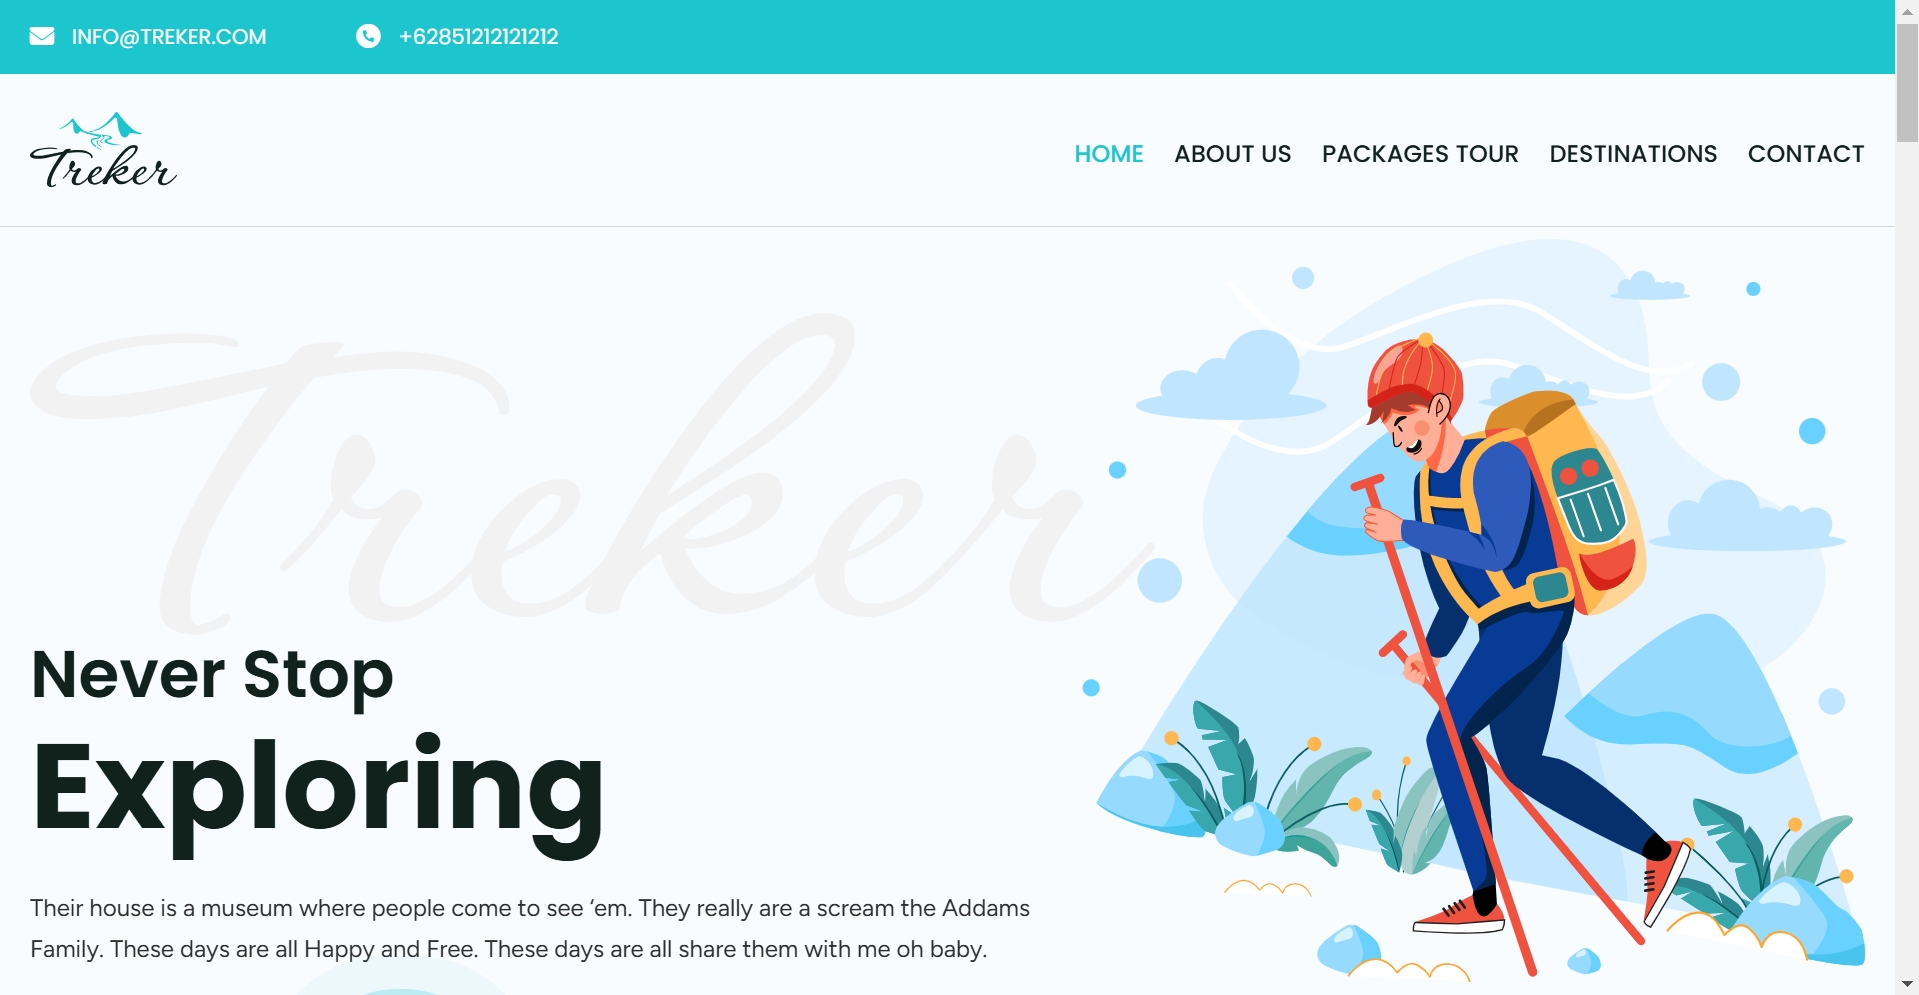 INFO@TREKER.COM
+62851212121212
Treker
HOME
ABOUT US
PACKAGES TOUR
DESTINATIONS
CONTACT
Treker
Never Stop
Exploring
Their house is a museum where people come to see ‘em. They really are a scream the Addams
Family. These days are all Happy and Free. These days are all share them with me oh baby.